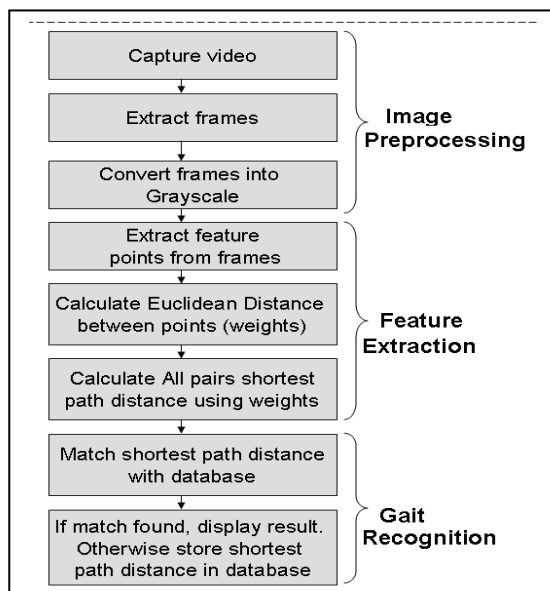 Capture video
Extract frames
Convert frames into
Grayscale
Image
Preprocessing
Extract feature
points from frames
Calculate Euclidean Distance
between points (weights)
Calculate All pairs shortest
path distance using weights
Feature
Extraction
Match shortest path distance
with database
If match found, display result.
Otherwise store shortest
path distance in database
Gait
Recognition